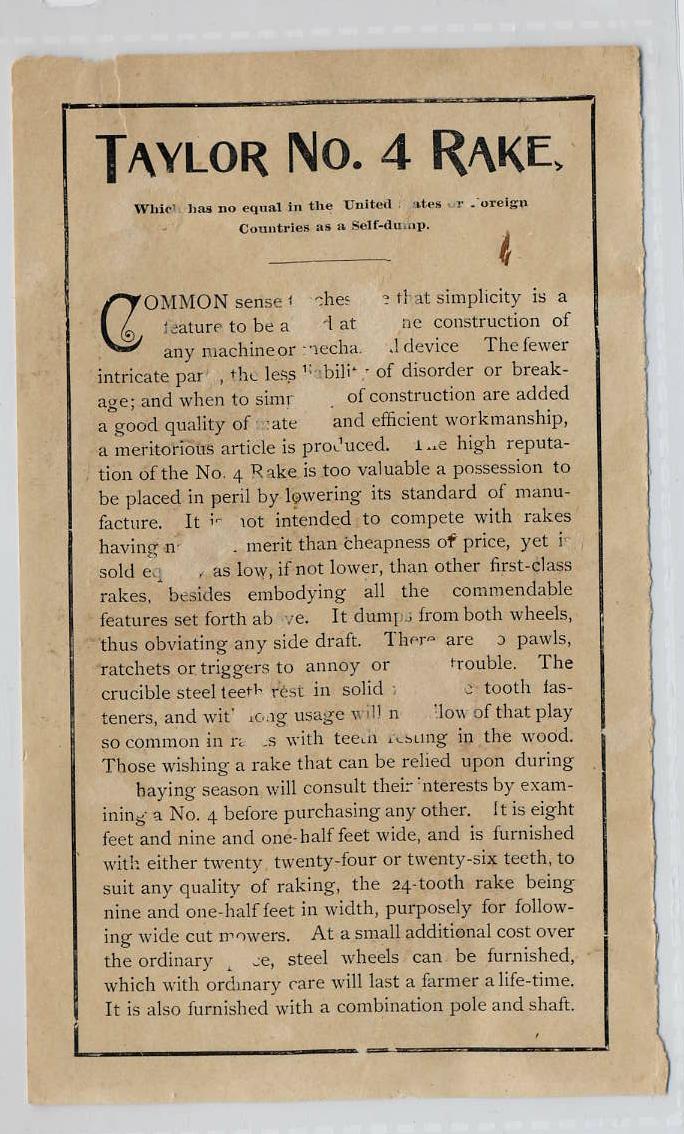 TAYLOR NO. 4 RAKE,
has no equal in the United
Countries as a Self-dump.
COMMON sense that simplicity is a
feature to be a at construction of
any machine or device The fewer
intricate the less of disorder or break-
age; and when to of construction are added
a good quality of and efficient workmanship,
a meritorious article is produced. The high reputa-
tion of the No. 4 Rake is too valuable a possession to
be placed in peril by lowering its standard of manu-
facture. It is not intended to compete with rakes
having merit than cheapness of price, yet is
sold as low, if not lower, than other first-class
rakes, besides embodying all the commendable
features set forth It dumps from both wheels,
thus obviating any side draft. There are pawls,
ratchets or triggers to annoy or trouble. The
crucible steel teeth rest in solid tooth fas-
teners, and long usage will of that play
so common in with teeth resting in the wood.
Those wishing a rake that can be relied upon during
haying season will consult their interests by exam-
ining a No. 4 before purchasing any other. It is eight
feet and nine and one-half feet wide, and is furnished
with either twenty, twenty-four or twenty-six teeth, to
suit any quality of raking, the 24-tooth rake being
nine and one-half feet in width, purposely for follow-
ing wide cut mowers. At a small additional cost over
the ordinary steel wheels can be furnished,
which with ordinary care will last a farmer a life-time.
It is also furnished with a combination pole and shaft.